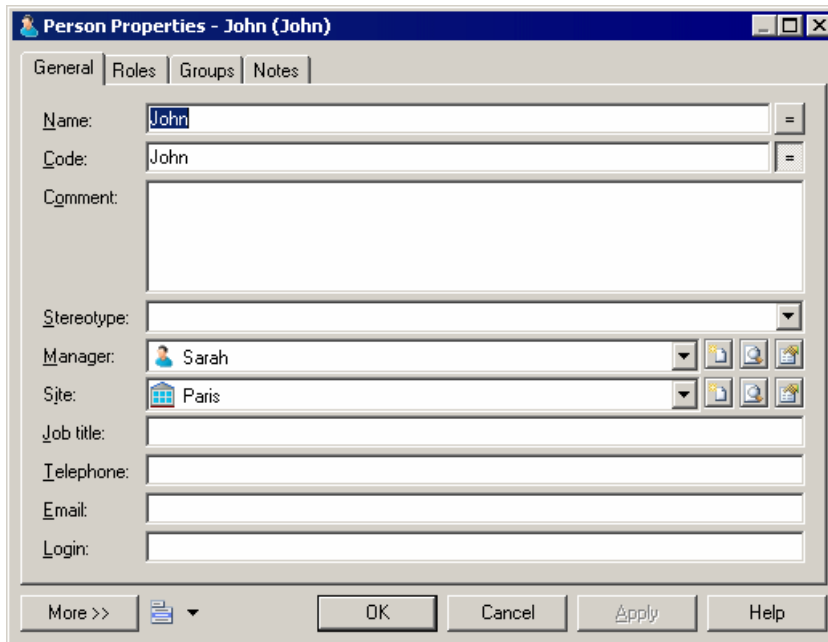 Person Properties - John (John)
General Roles Groups Notes
Name: John =
Code: John =
Comment:
Stereotype:
Manager: Sarah
Site: Paris
Job title:
Telephone:
Email:
Login:
More >> OK Cancel Apply Help